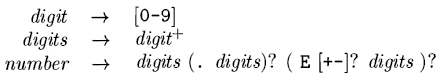 digit → [0-9]
digits → digit⁺
number → digits (. digits)? ( E [+-]? digits )?